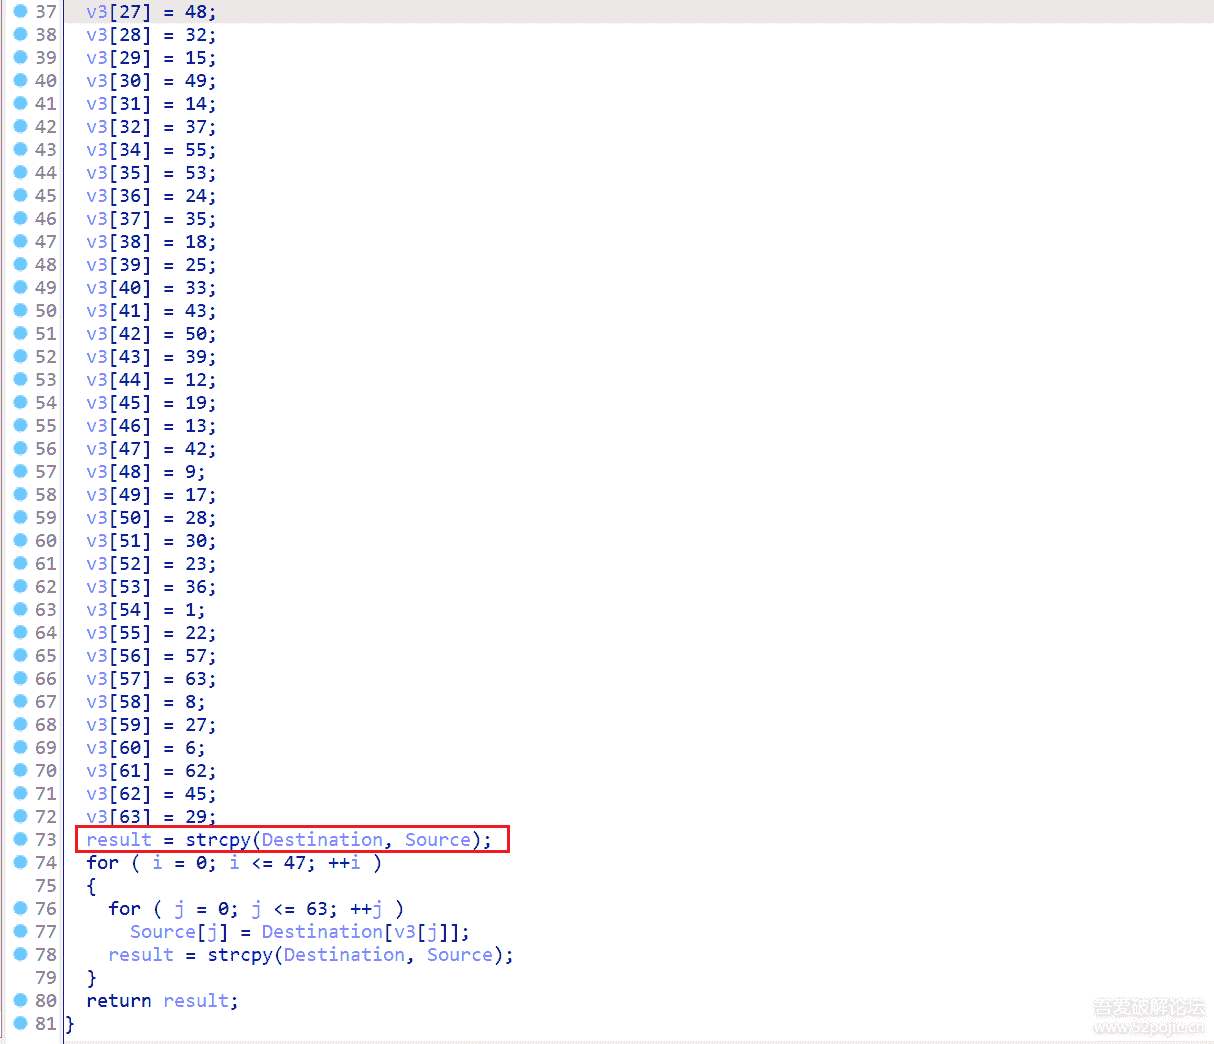 37 v3[27] = 48;
38 v3[28] = 32;
39 v3[29] = 15;
40 v3[30] = 49;
41 v3[31] = 14;
42 v3[32] = 37;
43 v3[34] = 55;
44 v3[35] = 53;
45 v3[36] = 24;
46 v3[37] = 35;
47 v3[38] = 18;
48 v3[39] = 25;
49 v3[40] = 33;
50 v3[41] = 43;
51 v3[42] = 50;
52 v3[43] = 39;
53 v3[44] = 12;
54 v3[45] = 19;
55 v3[46] = 13;
56 v3[47] = 42;
57 v3[48] = 9;
58 v3[49] = 17;
59 v3[50] = 28;
60 v3[51] = 30;
61 v3[52] = 23;
62 v3[53] = 36;
63 v3[54] = 1;
64 v3[55] = 22;
65 v3[56] = 57;
66 v3[57] = 63;
67 v3[58] = 8;
68 v3[59] = 27;
69 v3[60] = 6;
70 v3[61] = 62;
71 v3[62] = 45;
72 v3[63] = 29;
73 result = strcpy(Destination, Source);
74 for ( i = 0; i <= 47; ++i )
75 {
76 for ( j = 0; j <= 63; ++j )
77 Source[j] = Destination[v3[j]];
78 result = strcpy(Destination, Source);
79 }
80 return result;
81 }
吾爱破解论坛
www.52pojie.cn